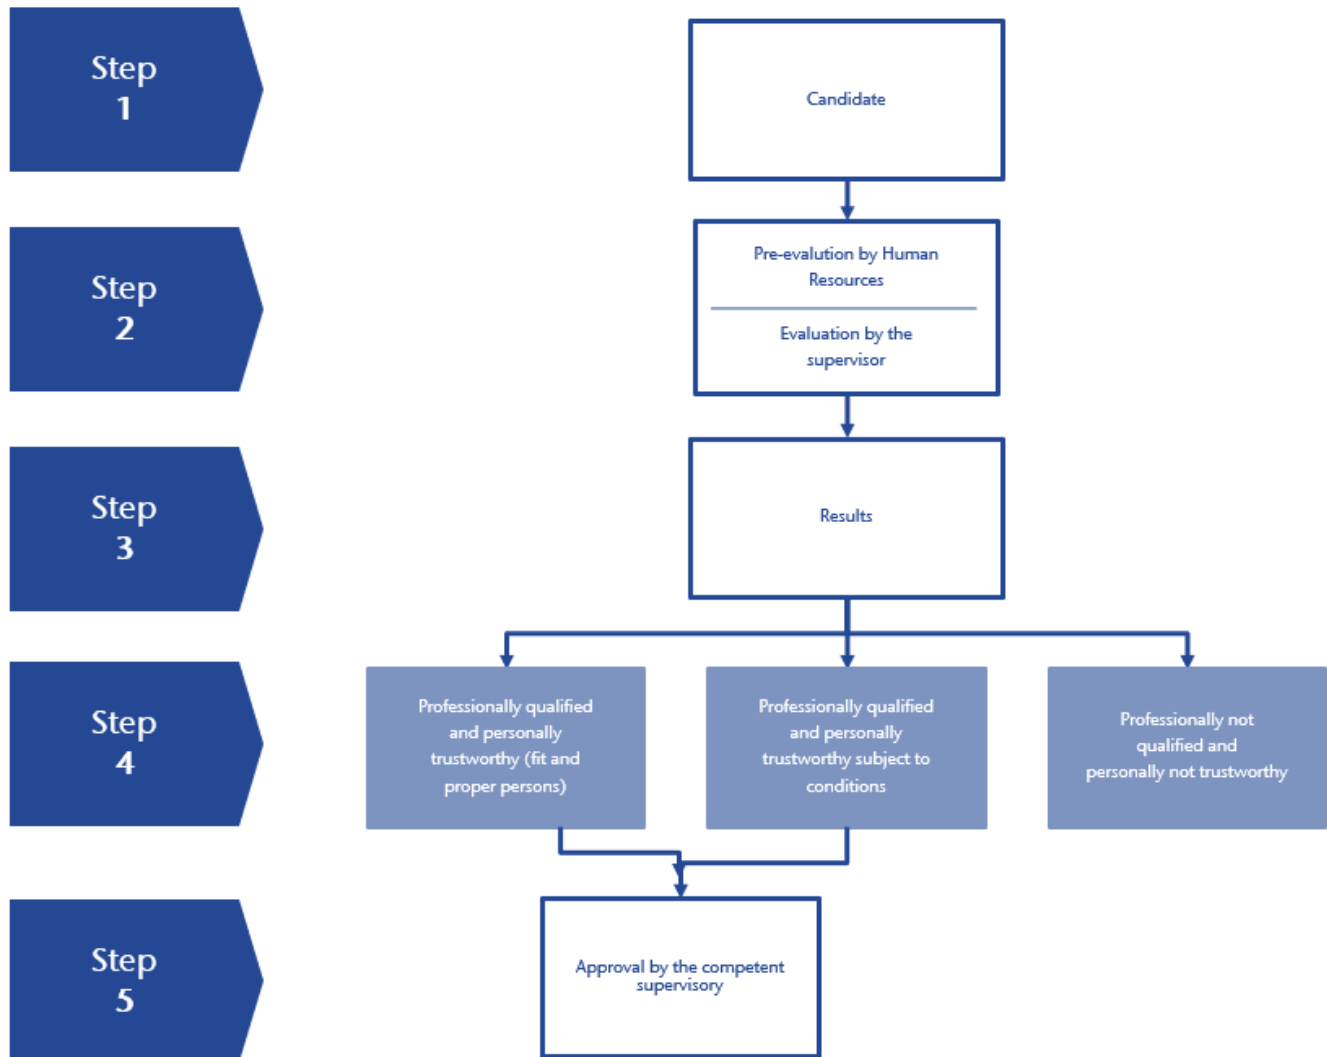 Step
1
Candidate
Step
2
Pre-evalution by Human
Resources
Evaluation by the
supervisor
Step
3
Results
Step
4
Professionally qualified
and personally
trustworthy (fit and
proper persons)
Professionally qualified
and personally
trustworthy subject to
conditions
Professionally not
qualified and
personally not trustworthy
Step
5
Approval by the competent
supervisory